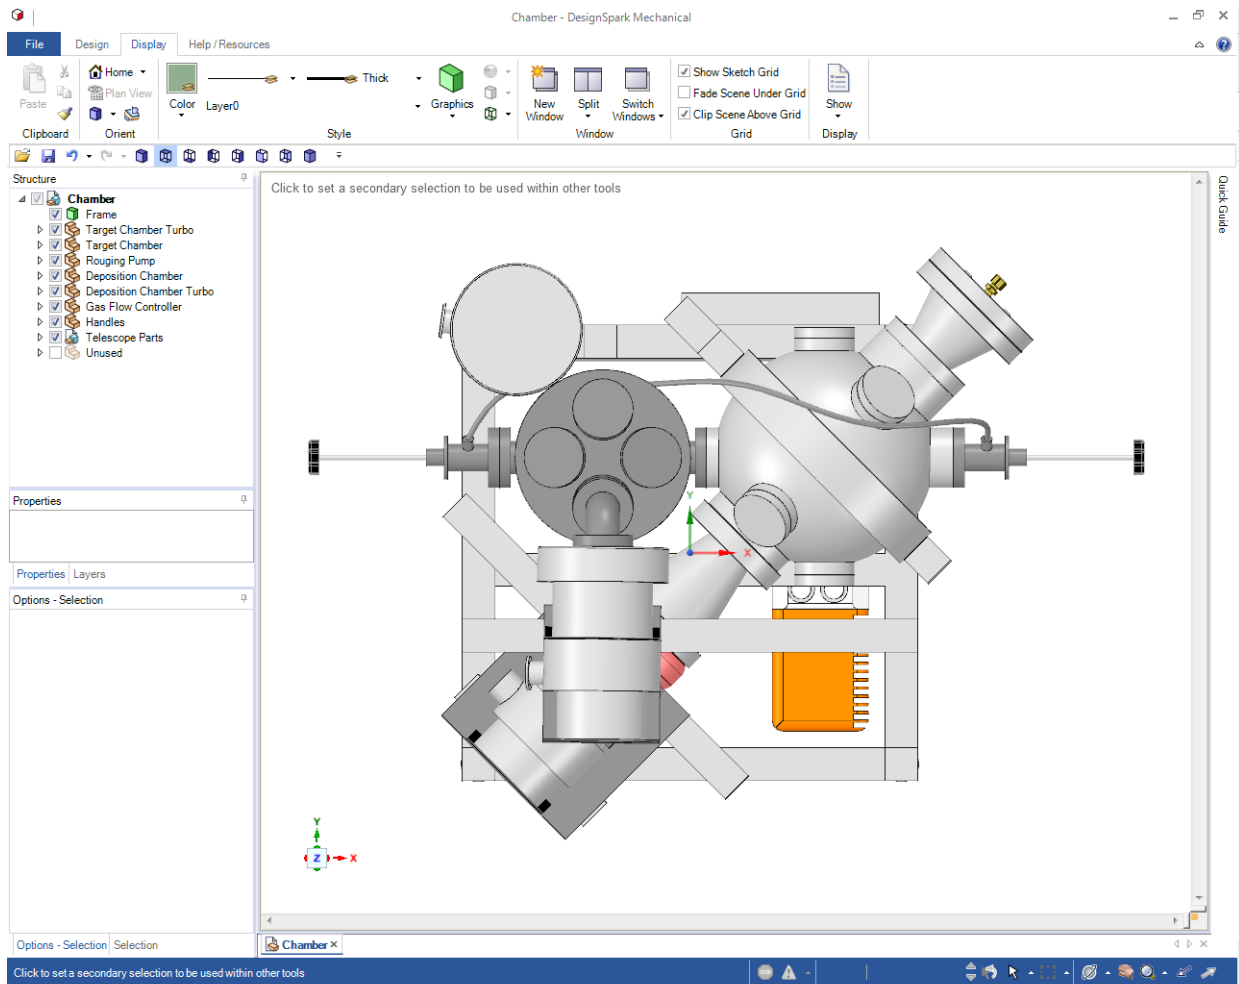 Chamber - DesignSpark Mechanical
File Design Display Help / Resources
Paste
Clipboard
Home
Plan View
Orient
Color
Layer0
Thick
Graphics
Style
New Window
Split
Switch Windows
Window
Show Sketch Grid
Fade Scene Under Grid
Clip Scene Above Grid
Grid
Show
Display
Structure
Chamber
Frame
Target Chamber Turbo
Target Chamber
Rouging Pump
Deposition Chamber
Deposition Chamber Turbo
Gas Flow Controller
Handles
Telescope Parts
Unused
Properties
Properties Layers
Options - Selection
Options - Selection Selection
Click to set a secondary selection to be used within other tools
Quick Guide
Y
X
Y
Z X
Chamber
Click to set a secondary selection to be used within other tools